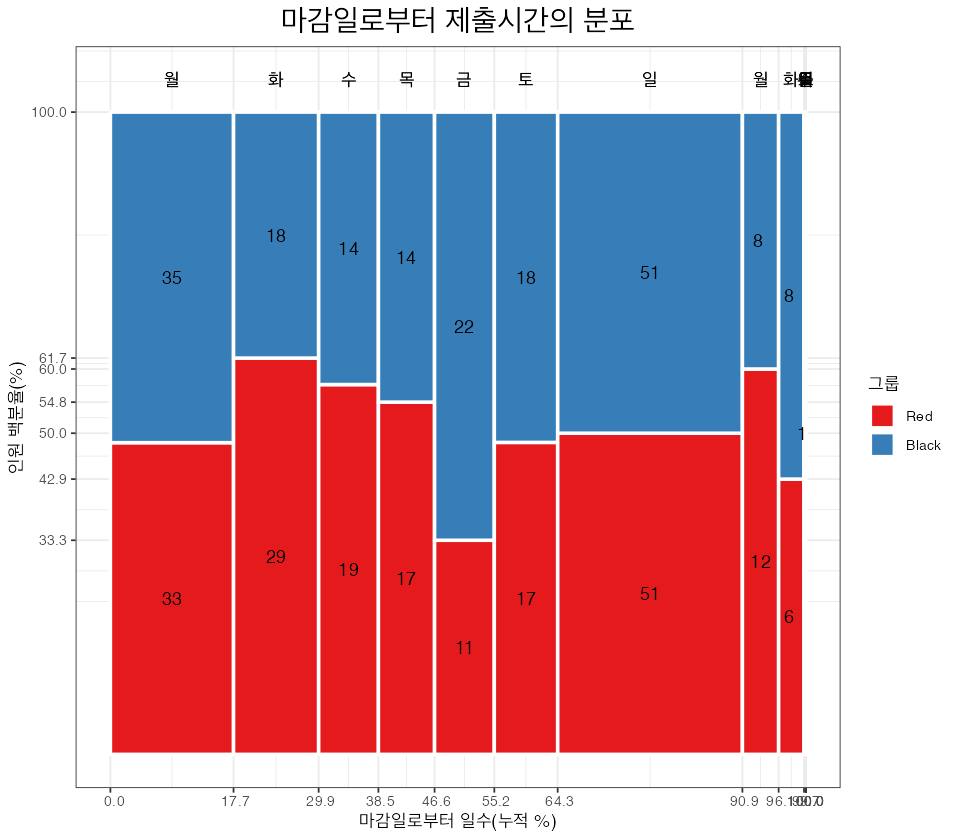 마감일로부터 제출시간의 분포
월 화 수 목 금 토 일 월 화
100.0
61.7
60.0
54.8
50.0
42.9
33.3
인원 백분율(%)
35 18 14 14 22 18 51 8 8 1
33 29 19 17 11 17 51 12 6
0.0 17.7 29.9 38.5 46.6 55.2 64.3 90.9
마감일로부터 일수(누적 %)
그룹
Red
Black